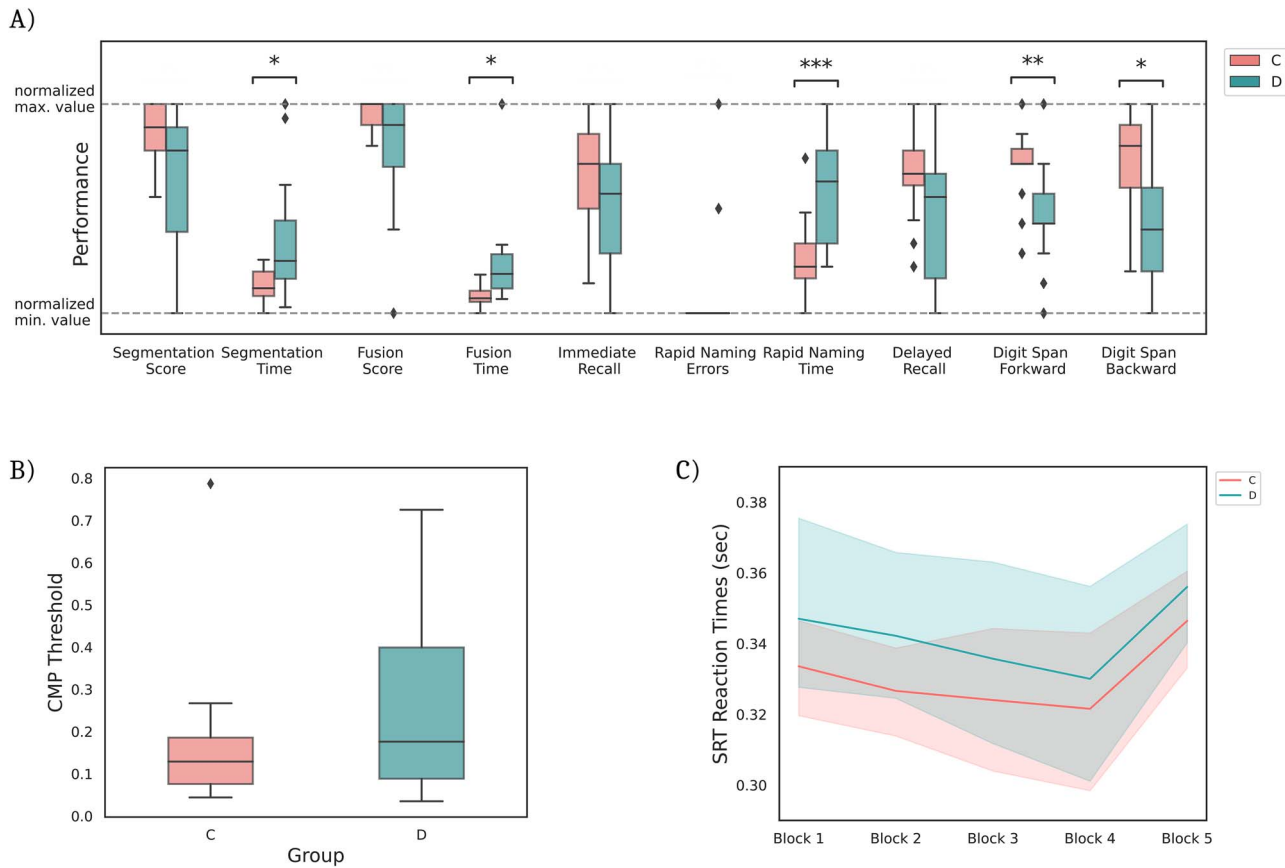 A)
* * *** ** *
C
D
normalized
max. value
Performance
normalized
min. value
Segmentation Score
Segmentation Time
Fusion Score
Fusion Time
Immediate Recall
Rapid Naming Errors
Rapid Naming Time
Delayed Recall
Digit Span Forkward
Digit Span Backward
B)
0.8
0.7
0.6
0.5
0.4
0.3
0.2
0.1
0.0
CMP Threshold
C D
Group
C)
C
D
0.38
0.36
0.34
0.32
0.30
SRT Reaction Times (sec)
Block 1 Block 2 Block 3 Block 4 Block 5